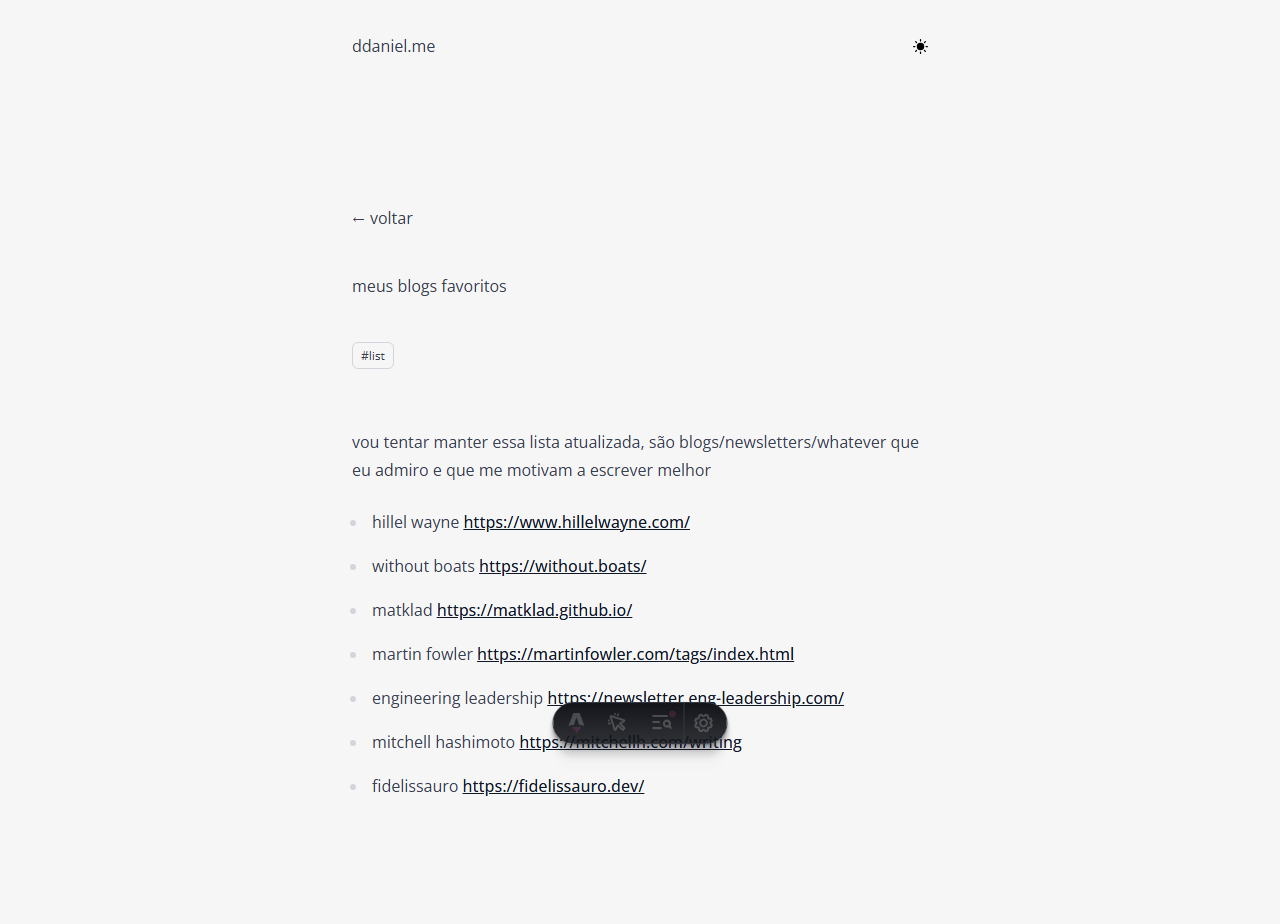 ddaniel.me
← voltar
meus blogs favoritos
#list
vou tentar manter essa lista atualizada, são blogs/newsletters/whatever que
eu admiro e que me motivam a escrever melhor
hillel wayne https://www.hillelwayne.com/
without boats https://without.boats/
matklad https://matklad.github.io/
martin fowler https://martinfowler.com/tags/index.html
engineering leadership https://newsletter.eng-leadership.com/
mitchell hashimoto https://mitchellh.com/writing
fidelissauro https://fidelissauro.dev/